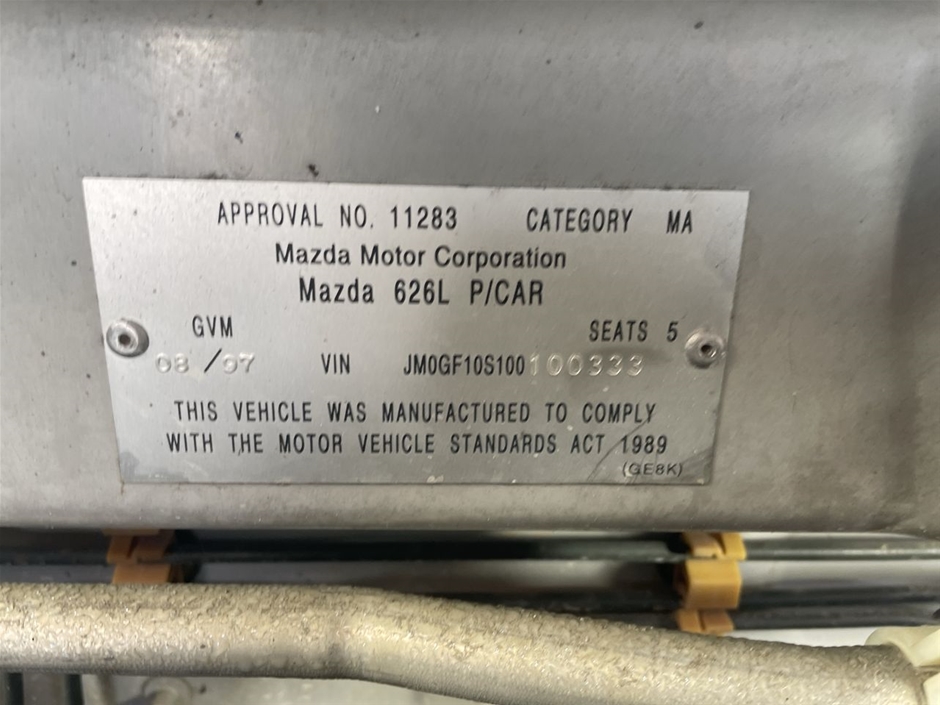 APPROVAL NO. 11283 CATEGORY MA
Mazda Motor Corporation
Mazda 626L P/CAR
GVM SEATS 5
08/97 VIN JM0GF10S100100333
THIS VEHICLE WAS MANUFACTURED TO COMPLY
WITH THE MOTOR VEHICLE STANDARDS ACT 1989
(GE8K)